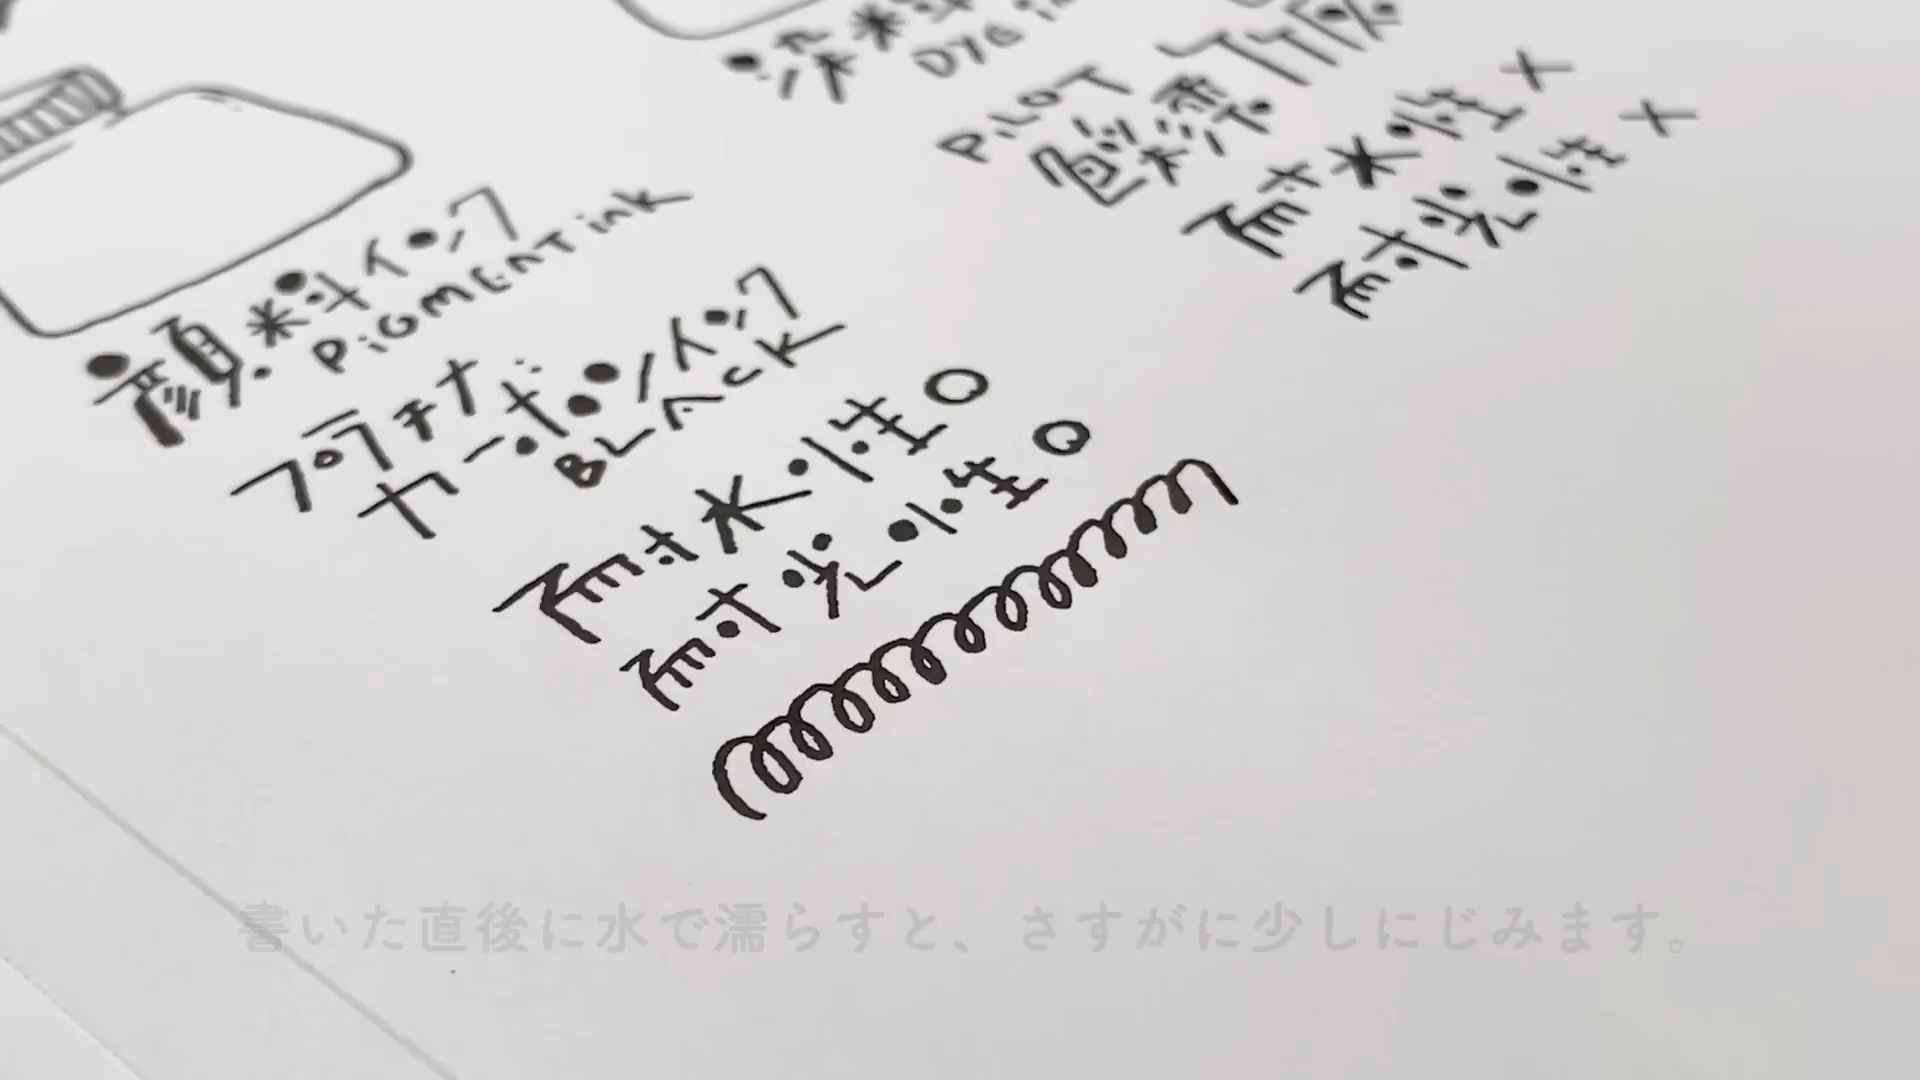 顔料インク
PiGMENT ink
プラチナ
カーボンインク
BLACK
耐水性 ○
耐光性 ○
染料
DYE
PiLOT
色彩雫
耐水性 ×
耐光性 ×
書いた直後に水で濡らすと、さすがに少しにじみます。